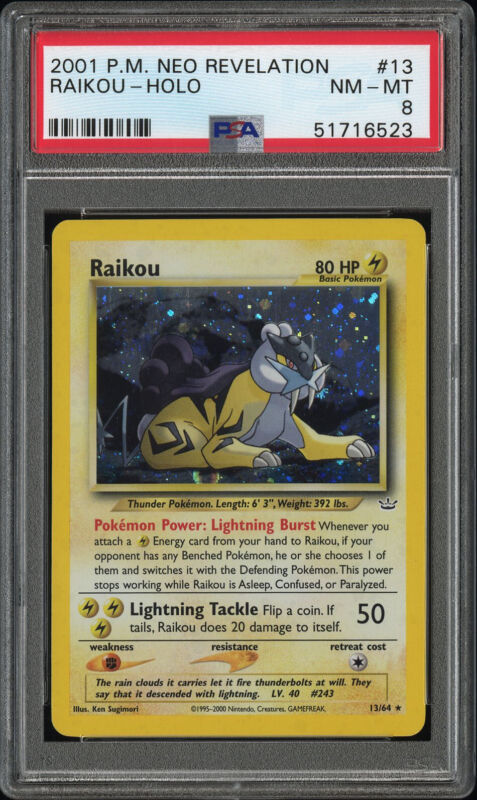 2001 P.M. NEO REVELATION #13
RAIKOU – HOLO NM – MT
8
PSA 51716523
Raikou 80 HP
Basic Pokémon
Thunder Pokémon. Length: 6' 3", Weight: 392 lbs.
Pokémon Power: Lightning Burst Whenever you
attach a Energy card from your hand to Raikou, if your
opponent has any Benched Pokémon, he or she chooses 1 of
them and switches it with the Defending Pokémon. This power
stops working while Raikou is Asleep, Confused, or Paralyzed.
Lightning Tackle Flip a coin. If 50
tails, Raikou does 20 damage to itself.
weakness resistance retreat cost
The rain clouds it carries let it fire thunderbolts at will. They
say that it descended with lightning. LV. 40 #243
Illus. Ken Sugimori ©1995-2000 Nintendo, Creatures, GAMEFREAK. 13/64 ★